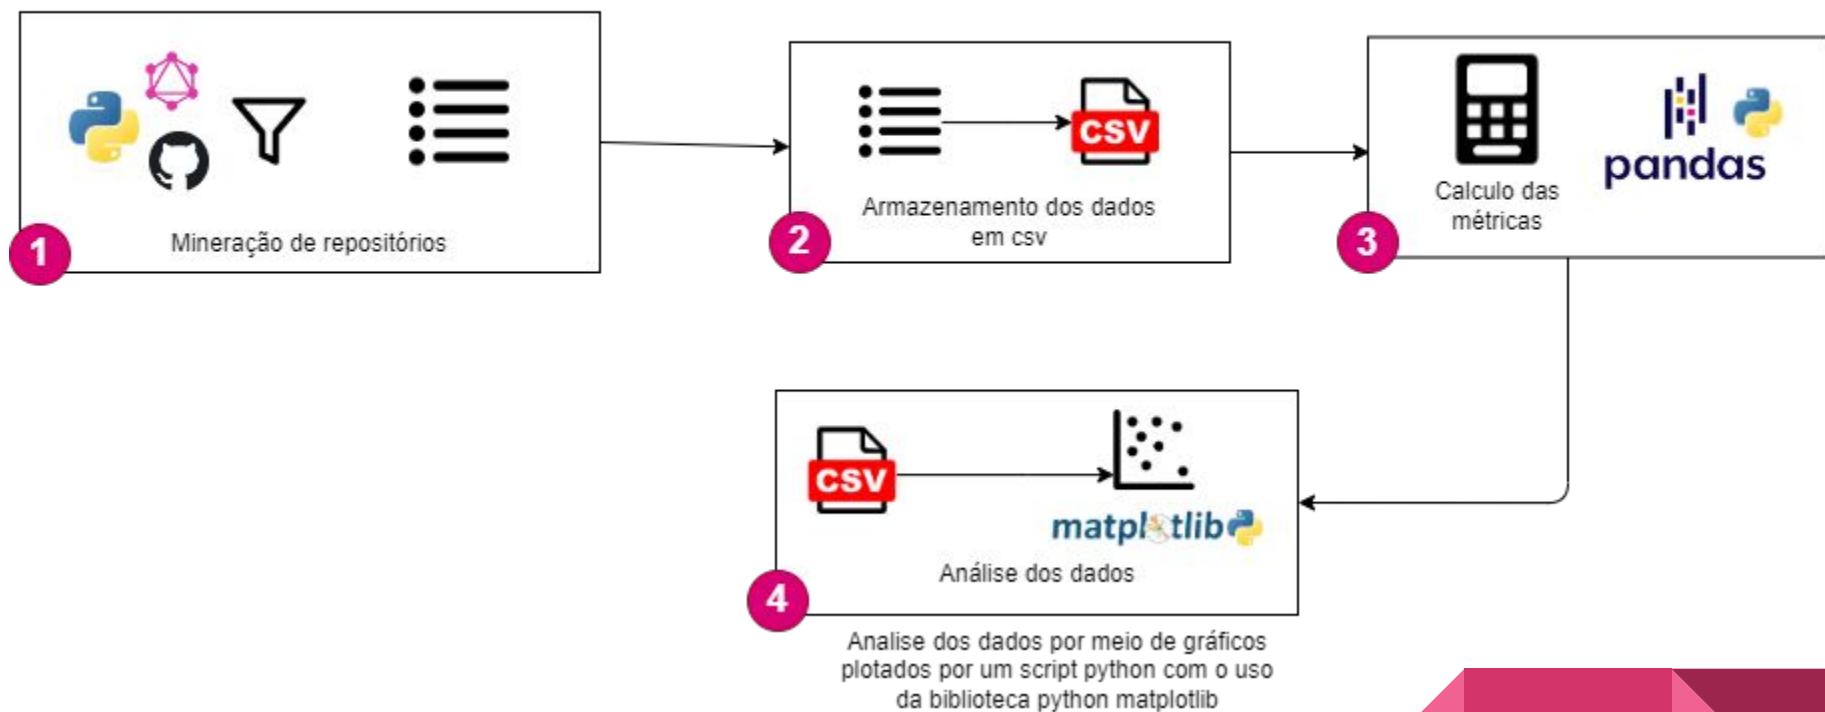 1
Mineração de repositórios
CSV
2
Armazenamento dos dados
em csv
3
Calculo das
métricas
pandas
CSV
matplotlib
4
Análise dos dados
Analise dos dados por meio de gráficos
plotados por um script python com o uso
da biblioteca python matplotlib